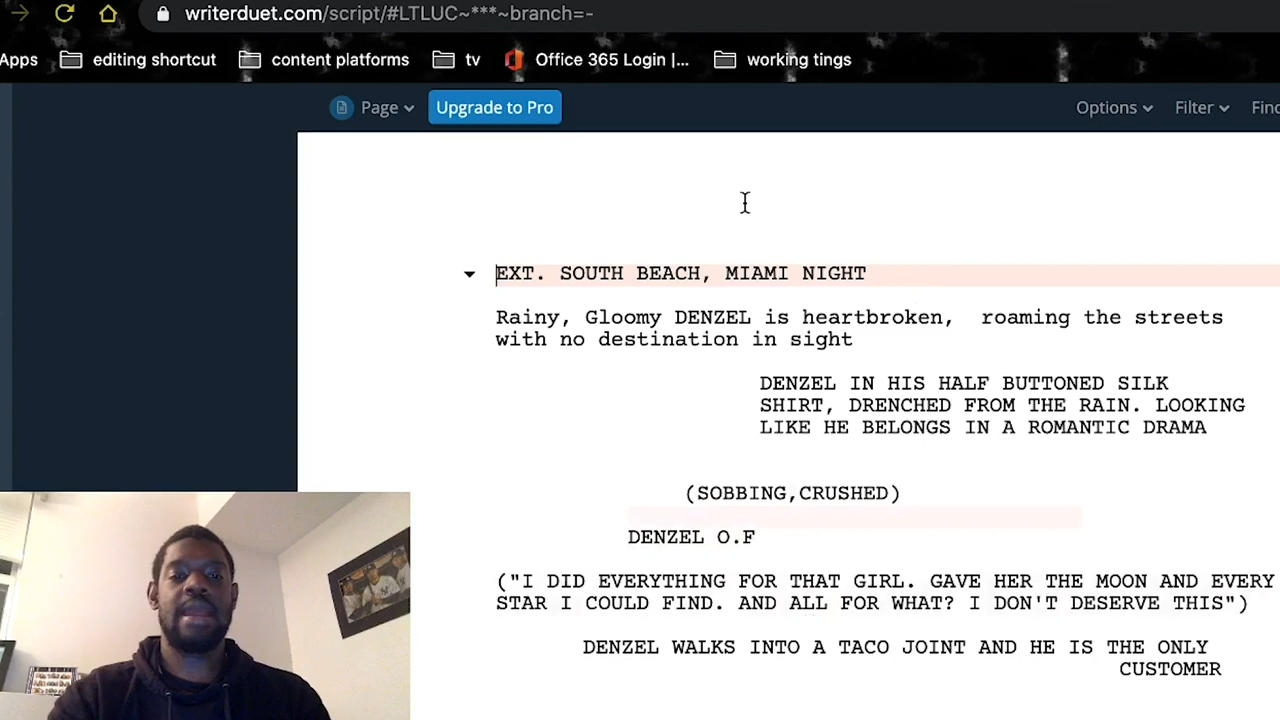 writerduet.com/script/#LTLUC~***~branch=-
Apps editing shortcut content platforms tv Office 365 Login |... working tings
Page Upgrade to Pro Options Filter Find
EXT. SOUTH BEACH, MIAMI NIGHT
Rainy, Gloomy DENZEL is heartbroken,  roaming the streets
with no destination in sight
DENZEL IN HIS HALF BUTTONED SILK
SHIRT, DRENCHED FROM THE RAIN. LOOKING
LIKE HE BELONGS IN A ROMANTIC DRAMA
(SOBBING,CRUSHED)
DENZEL O.F
("I DID EVERYTHING FOR THAT GIRL. GAVE HER THE MOON AND EVERY
STAR I COULD FIND. AND ALL FOR WHAT? I DON'T DESERVE THIS")
DENZEL WALKS INTO A TACO JOINT AND HE IS THE ONLY
CUSTOMER